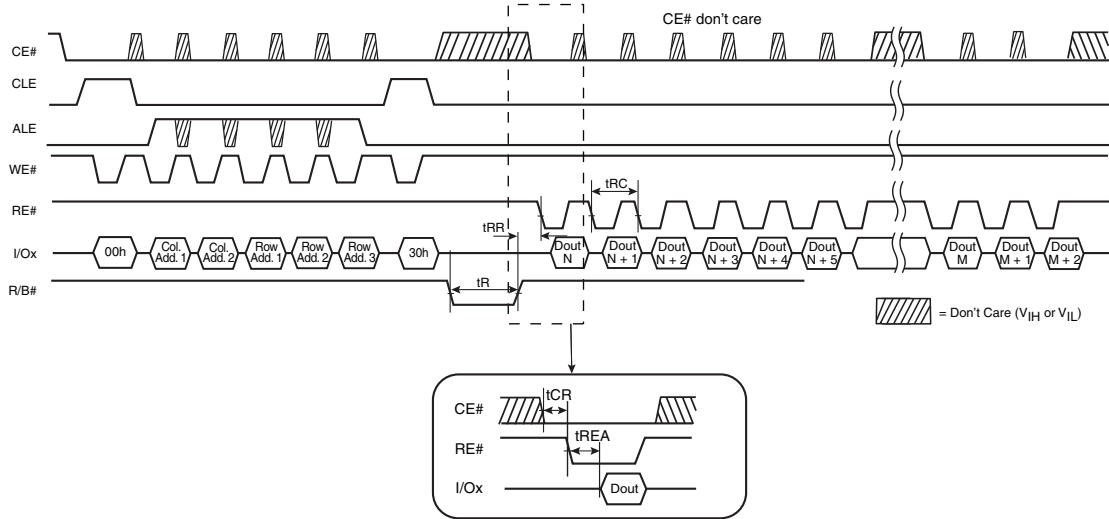 CE# don't care
CE#
CLE
ALE
WE#
RE#
tRC
tRR
I/Ox
00h
Col. Add. 1
Col. Add. 2
Row Add. 1
Row Add. 2
Row Add. 3
30h
Dout N
Dout N + 1
Dout N + 2
Dout N + 3
Dout N + 4
Dout N + 5
Dout M
Dout M + 1
Dout M + 2
R/B#
tR
= Don't Care (VIH or VIL)
tCR
CE#
tREA
RE#
I/Ox
Dout